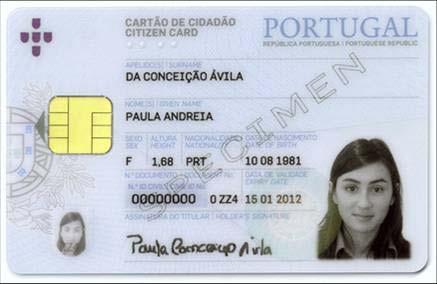 CARTÃO DE CIDADÃO
CITIZEN CARD
PORTUGAL
REPÚBLICA PORTUGUESA | PORTUGUESE REPUBLIC
APELIDO[S] | SURNAME
DA CONCEIÇÃO ÁVILA
NOME[S] | GIVEN NAME
PAULA ANDREIA
SEXO ALTURA NACIONALIDADE DATA DE NASCIMENTO
SEX HEIGHT NATIONALITY DATE OF BIRTH
F 1,68 PRT 10 08 1981
Nº DOCUMENTO DATA DE VALIDADE
Nº ID CIVIL EXPIRY DATE
00000000 0 ZZ4 15 01 2012
ASSINATURA DO TITULAR | HOLDER'S SIGNATURE
Paula Conceição Ávila
SPECIMEN